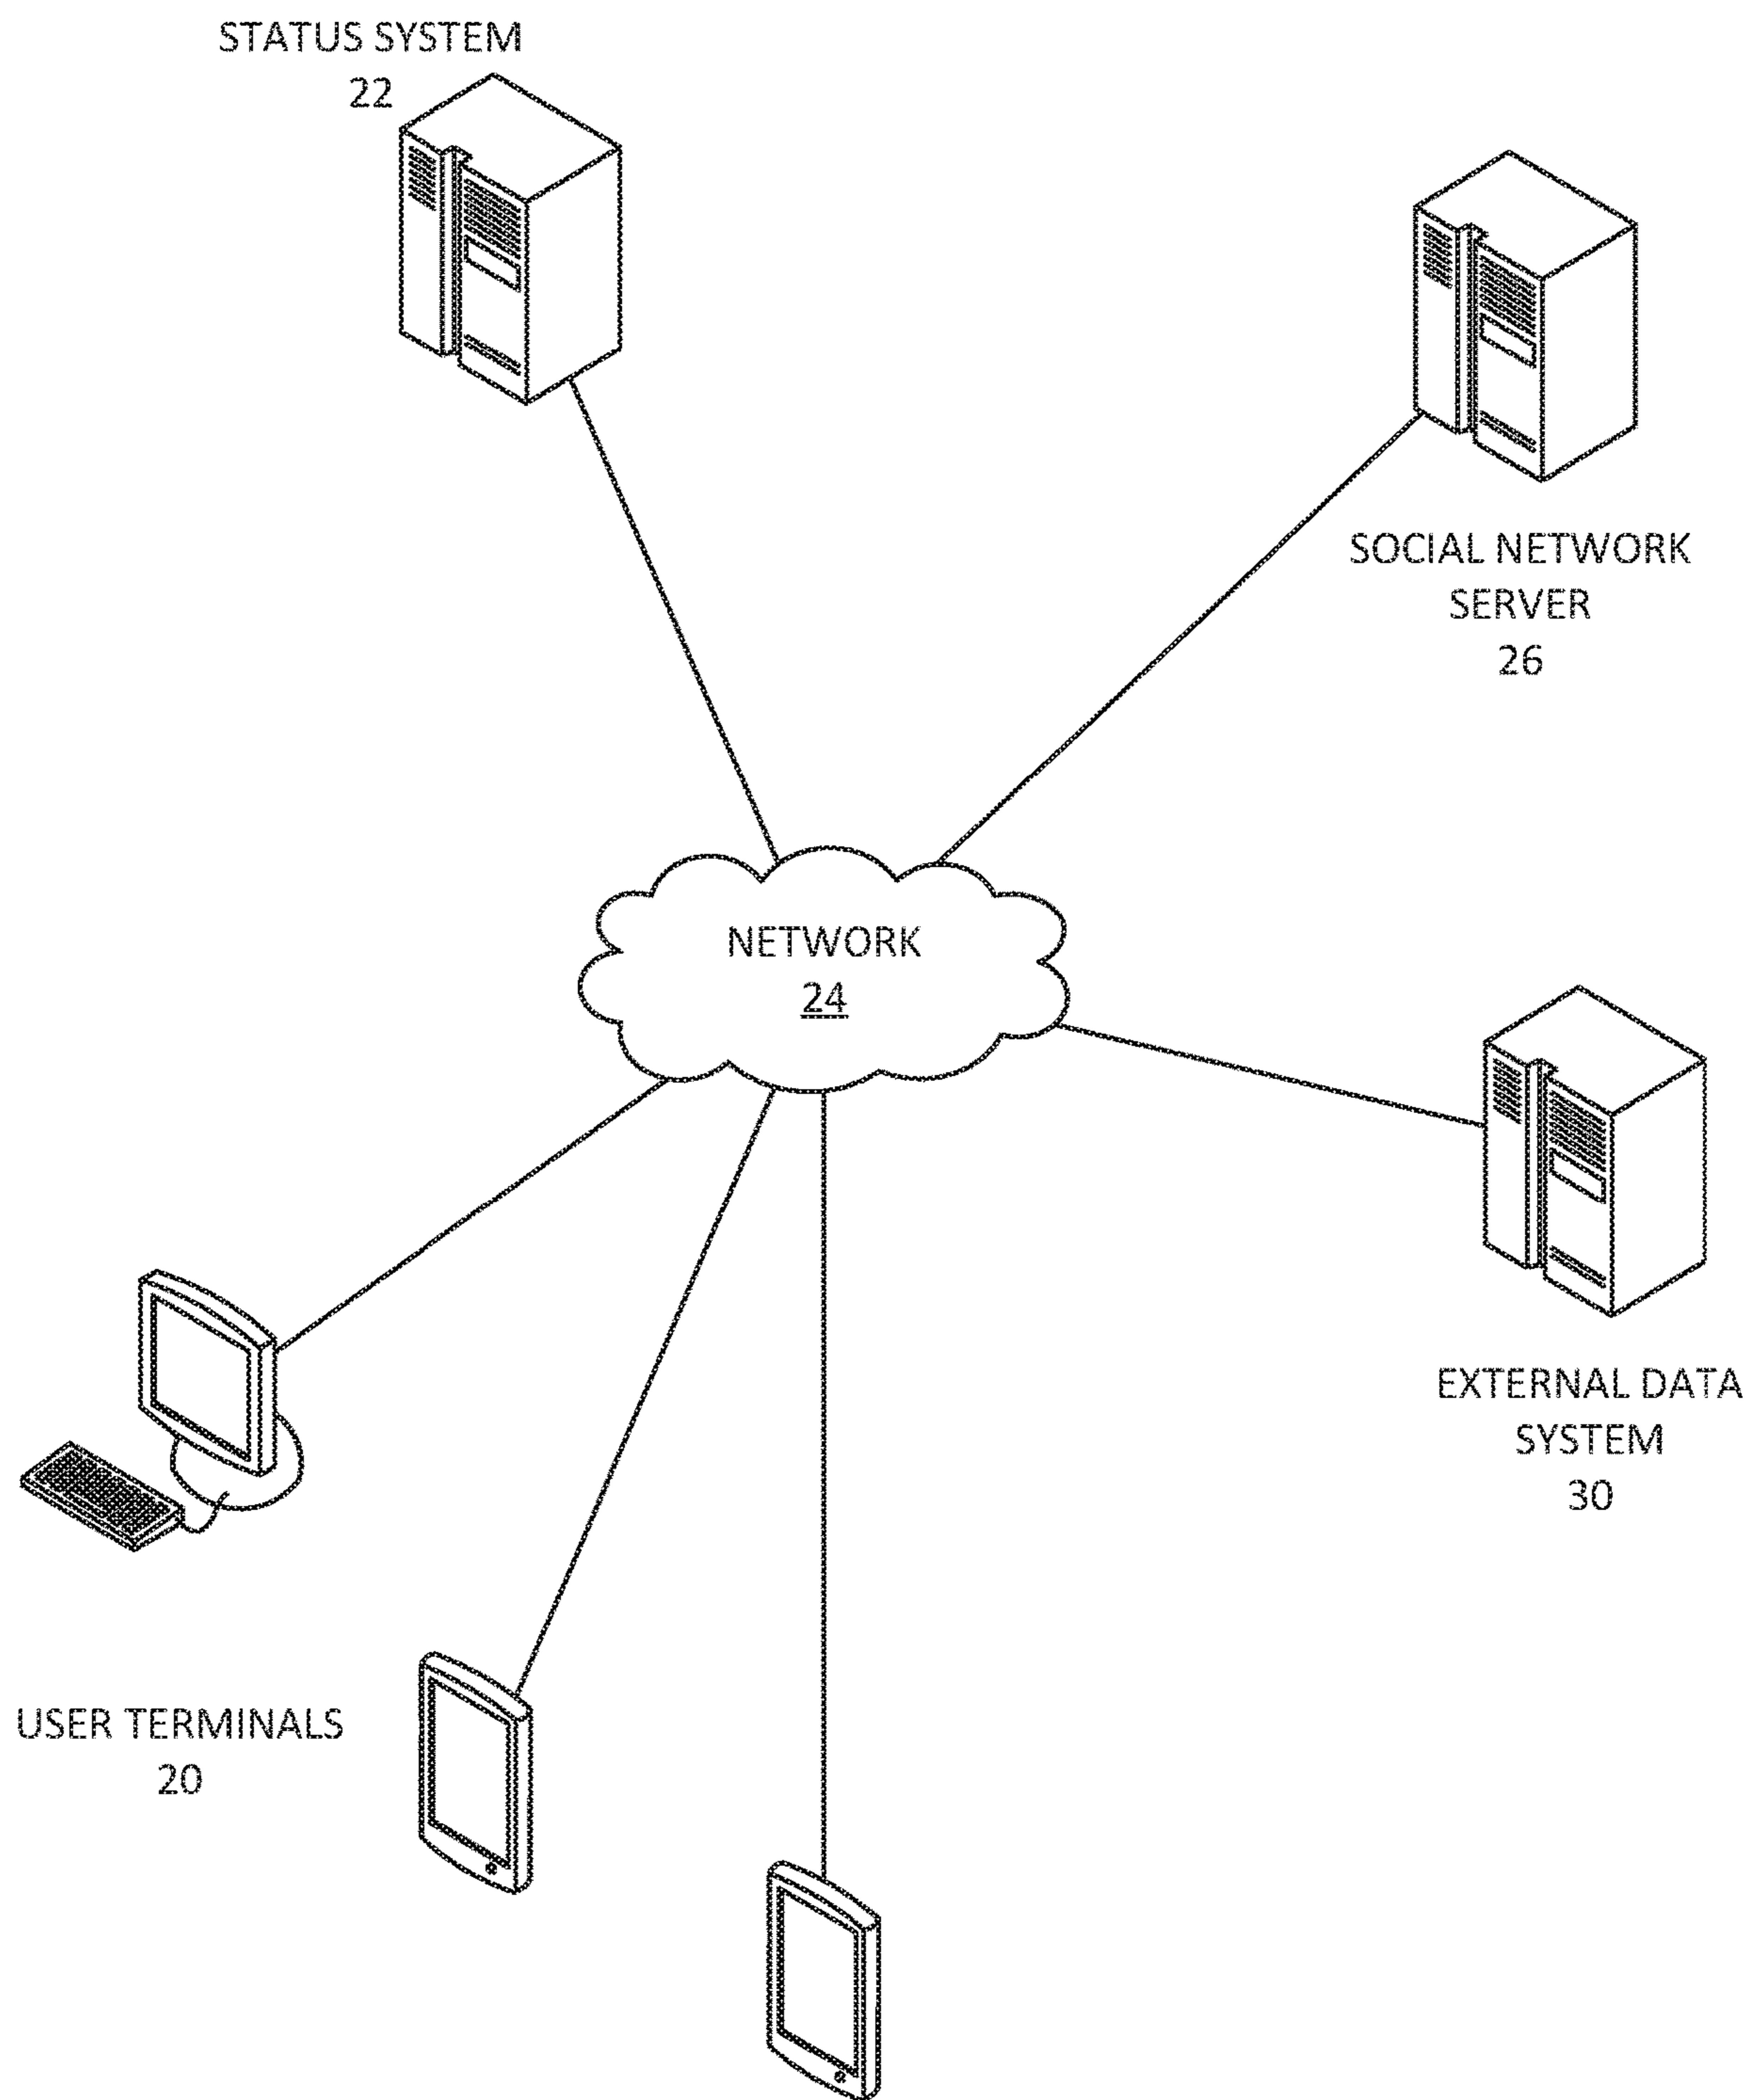 STATUS SYSTEM
22
SOCIAL NETWORK
SERVER
26
NETWORK
24
EXTERNAL DATA
SYSTEM
30
USER TERMINALS
20